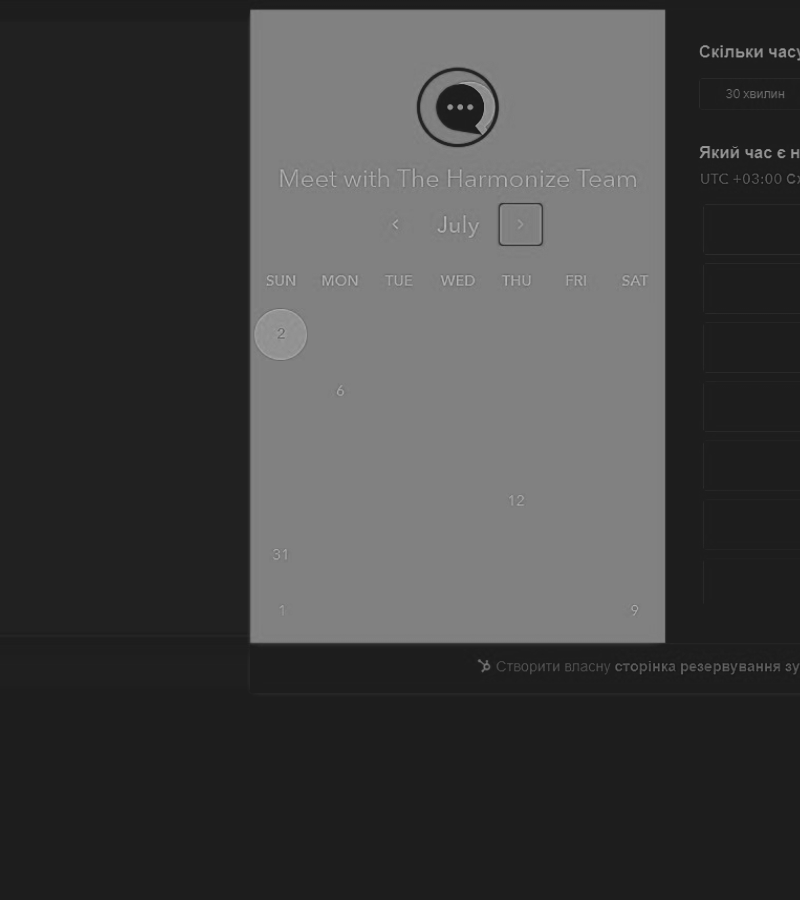 Meet with The Harmonize Team
July
SUN MON TUE WED THU FRI SAT
2
6
12
31
1 9
Скільки часу
30 хвилин
Який час є н
UTC +03:00
Створити власну сторінка резервування зу